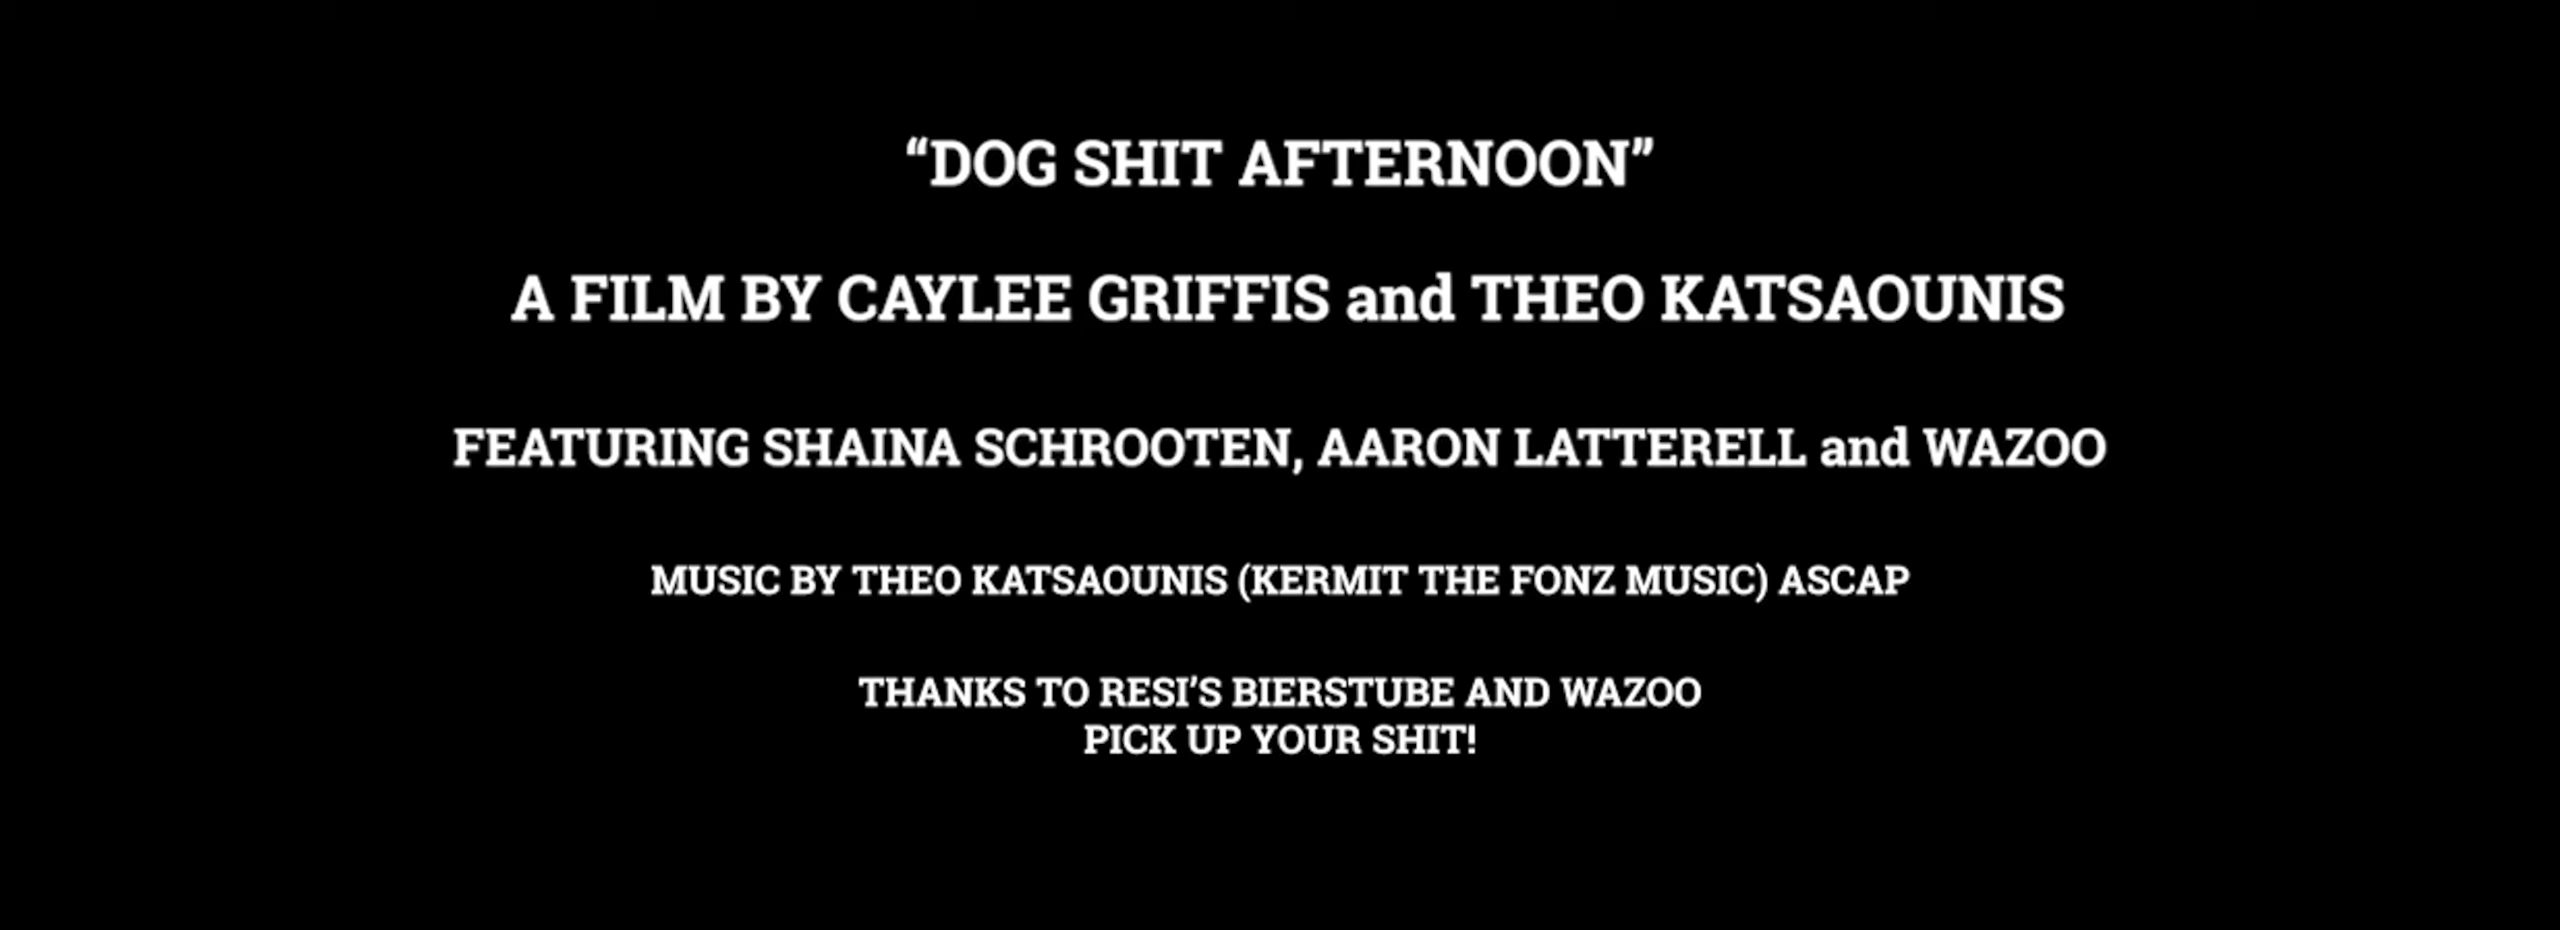 “DOG SHIT AFTERNOON”
A FILM BY CAYLEE GRIFFIS and THEO KATSAOUNIS
FEATURING SHAINA SCHROOTEN, AARON LATTERELL and WAZOO
MUSIC BY THEO KATSAOUNIS (KERMIT THE FONZ MUSIC) ASCAP
THANKS TO RESI’S BIERSTUBE AND WAZOO
PICK UP YOUR SHIT!